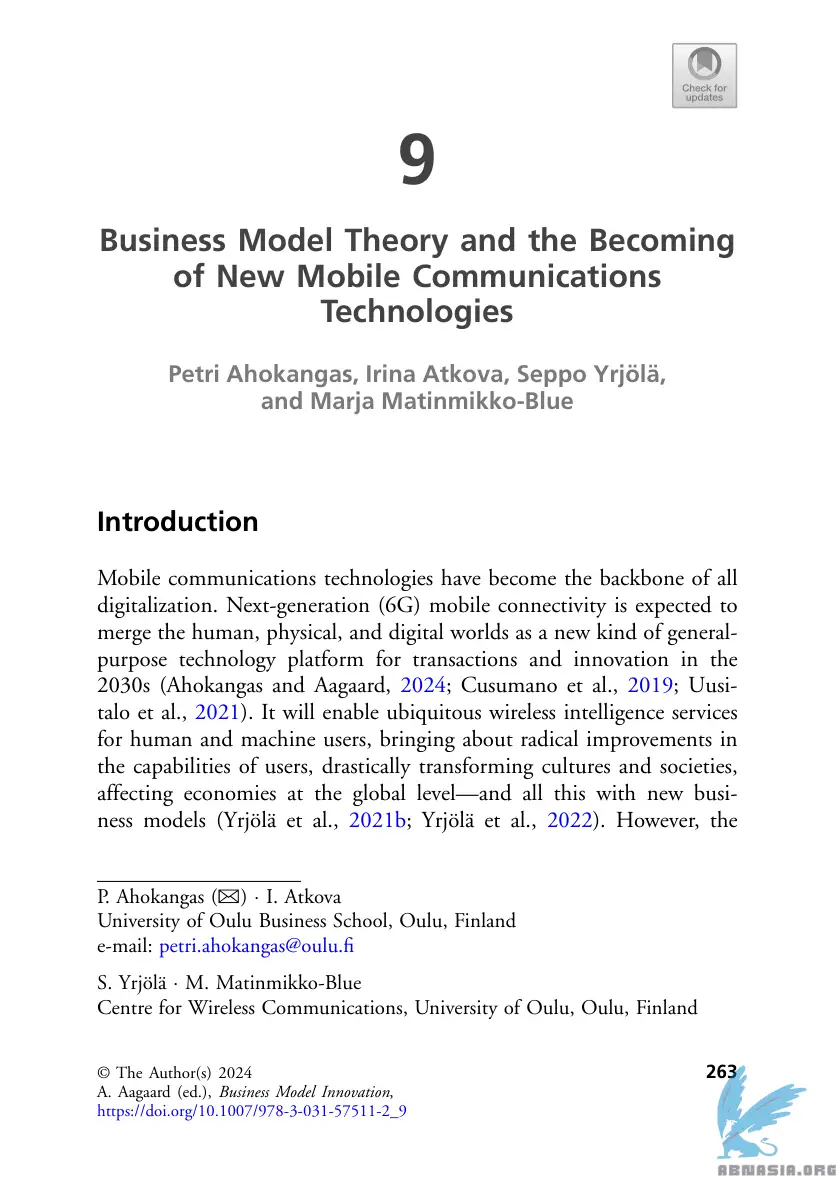 Check for
updates
9
Business Model Theory and the Becoming
of New Mobile Communications
Technologies
Petri Ahokangas, Irina Atkova, Seppo Yrjölä,
and Marja Matinmikko-Blue
Introduction
Mobile communications technologies have become the backbone of all
digitalization. Next-generation (6G) mobile connectivity is expected to
merge the human, physical, and digital worlds as a new kind of general-
purpose technology platform for transactions and innovation in the
2030s (Ahokangas and Aagaard, 2024; Cusumano et al., 2019; Uusi-
talo et al., 2021). It will enable ubiquitous wireless intelligence services
for human and machine users, bringing about radical improvements in
the capabilities of users, drastically transforming cultures and societies,
affecting economies at the global level—and all this with new busi-
ness models (Yrjölä et al., 2021b; Yrjölä et al., 2022). However, the
P. Ahokangas (✉) · I. Atkova
University of Oulu Business School, Oulu, Finland
e-mail: petri.ahokangas@oulu.fi
S. Yrjölä · M. Matinmikko-Blue
Centre for Wireless Communications, University of Oulu, Oulu, Finland
© The Author(s) 2024
263
A. Aagaard (ed.), Business Model Innovation,
https://doi.org/10.1007/978-3-031-57511-2_9
ABNASIA.ORG